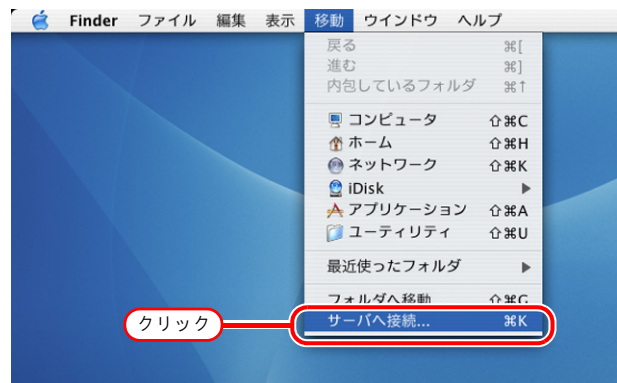 Finder ファイル 編集 表示 移動 ウインドウ ヘルプ
戻る ⌘[
進む ⌘]
内包しているフォルダ ⌘↑
コンピュータ ⇧⌘C
ホーム ⇧⌘H
ネットワーク ⇧⌘K
iDisk ▶
アプリケーション ⇧⌘A
ユーティリティ ⇧⌘U
最近使ったフォルダ ▶
フォルダへ移動 ⇧⌘G
クリック
サーバへ接続... ⌘K